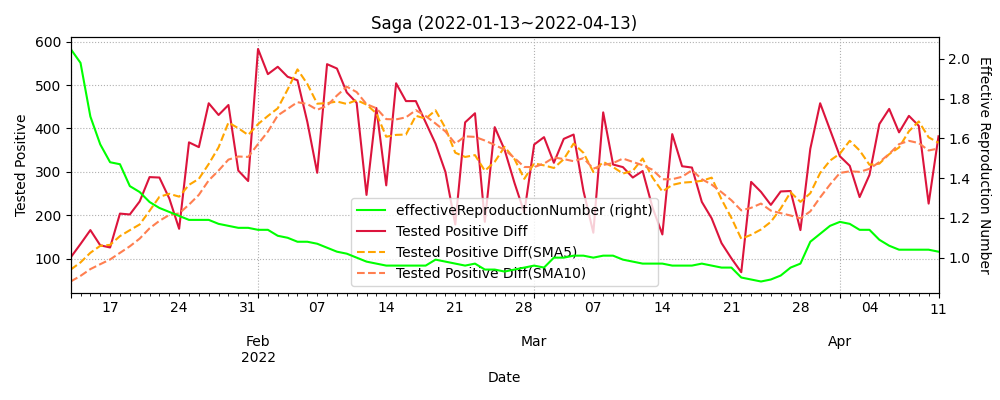 Saga (2022-01-13~2022-04-13)
600
500
400
300
200
100
Tested Positive
2.0
1.8
1.6
1.4
1.2
1.0
Effective Reproduction Number
effectiveReproductionNumber (right)
Tested Positive Diff
Tested Positive Diff(SMA5)
Tested Positive Diff(SMA10)
17 24 31 07 14 21 28 07 14 21 28 04 11
Feb Mar Apr
2022
Date